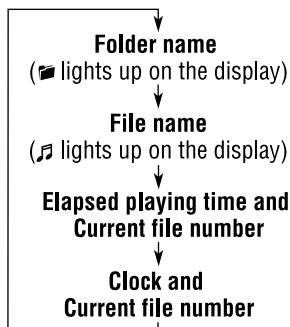 Folder name
( lights up on the display)
File name
( lights up on the display)
Elapsed playing time and
Current file number
Clock and
Current file number